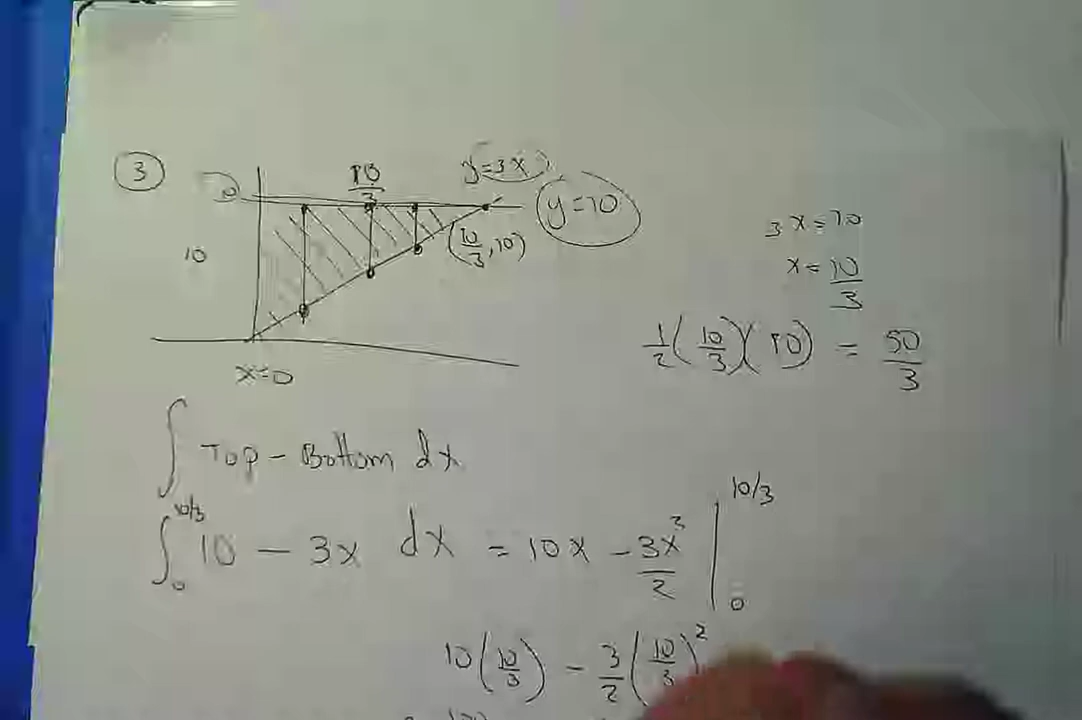 3
10/3
y=3x
y=10
(10/3, 10)
10
x=0
3x=10
x=10/3
1/2(10/3)(10) = 50/3
∫ Top - Bottom dx
∫₀^10/3 10 - 3x dx = 10x - 3x²/2 |₀^10/3
10(10/3) - 3/2(10/3)²